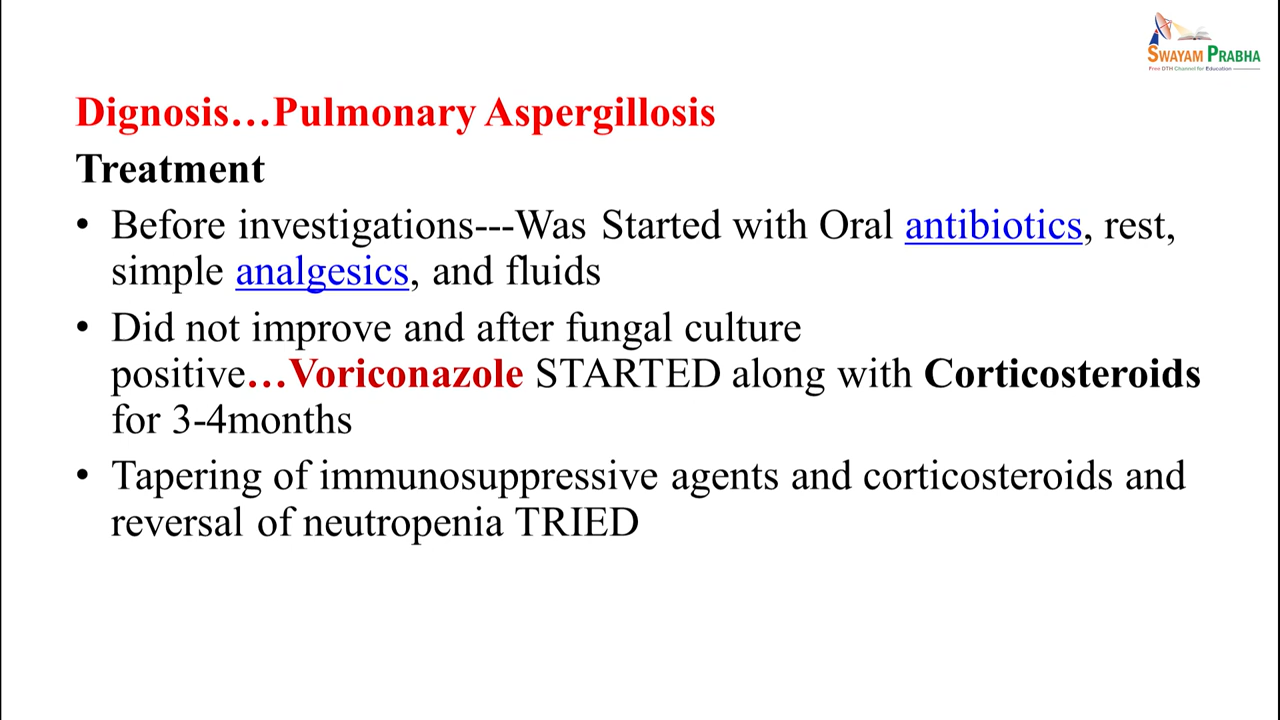 SWAYAM PRABHA
Free DTH Channel for Education
Dignosis...Pulmonary Aspergillosis
Treatment
• Before investigations---Was Started with Oral antibiotics, rest,
simple analgesics, and fluids
• Did not improve and after fungal culture
positive...Voriconazole STARTED along with Corticosteroids
for 3-4months
• Tapering of immunosuppressive agents and corticosteroids and
reversal of neutropenia TRIED